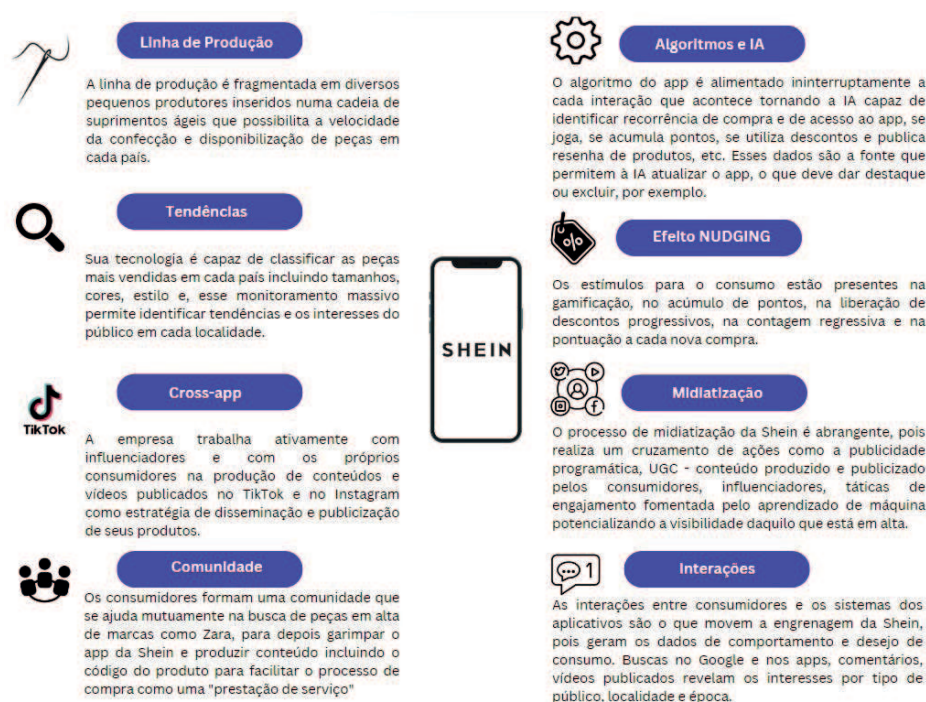 Linha de Produção
A linha de produção é fragmentada em diversos
pequenos produtores inseridos numa cadeia de
suprimentos ágeis que possibilita a velocidade
da confecção e disponibilização de peças em
cada país.
Tendências
Sua tecnologia é capaz de classificar as peças
mais vendidas em cada país incluindo tamanhos,
cores, estilo e, esse monitoramento massivo
permite identificar tendências e os interesses do
público em cada localidade.
TikTok
Cross-app
A empresa trabalha ativamente com
influenciadores e com os próprios
consumidores na produção de conteúdos e
vídeos publicados no TikTok e no Instagram
como estratégia de disseminação e publicização
de seus produtos.
Comunidade
Os consumidores formam uma comunidade que
se ajuda mutuamente na busca de peças em alta
de marcas como Zara, para depois garimpar o
app da Shein e produzir conteúdo incluindo o
código do produto para facilitar o processo de
compra como uma "prestação de serviço"
SHEIN
Algoritmos e IA
O algoritmo do app é alimentado ininterruptamente a
cada interação que acontece tornando a IA capaz de
identificar recorrência de compra e de acesso ao app, se
joga, se acumula pontos, se utiliza descontos e publica
resenha de produtos, etc. Esses dados são a fonte que
permitem à IA atualizar o app, o que deve dar destaque
ou excluir, por exemplo.
%
Efeito NUDGING
Os estímulos para o consumo estão presentes na
gamificação, no acúmulo de pontos, na liberação de
descontos progressivos, na contagem regressiva e na
pontuação a cada nova compra.
Midiatização
O processo de midiatização da Shein é abrangente, pois
realiza um cruzamento de ações como a publicidade
programática, UGC - conteúdo produzido e publicizado
pelos consumidores, influenciadores, táticas de
engajamento fomentada pelo aprendizado de máquina
potencializando a visibilidade daquilo que está em alta.
1
Interações
As interações entre consumidores e os sistemas dos
aplicativos são o que movem a engrenagem da Shein,
pois geram os dados de comportamento e desejo de
consumo. Buscas no Google e nos apps, comentários,
vídeos publicados revelam os interesses por tipo de
público, localidade e época.